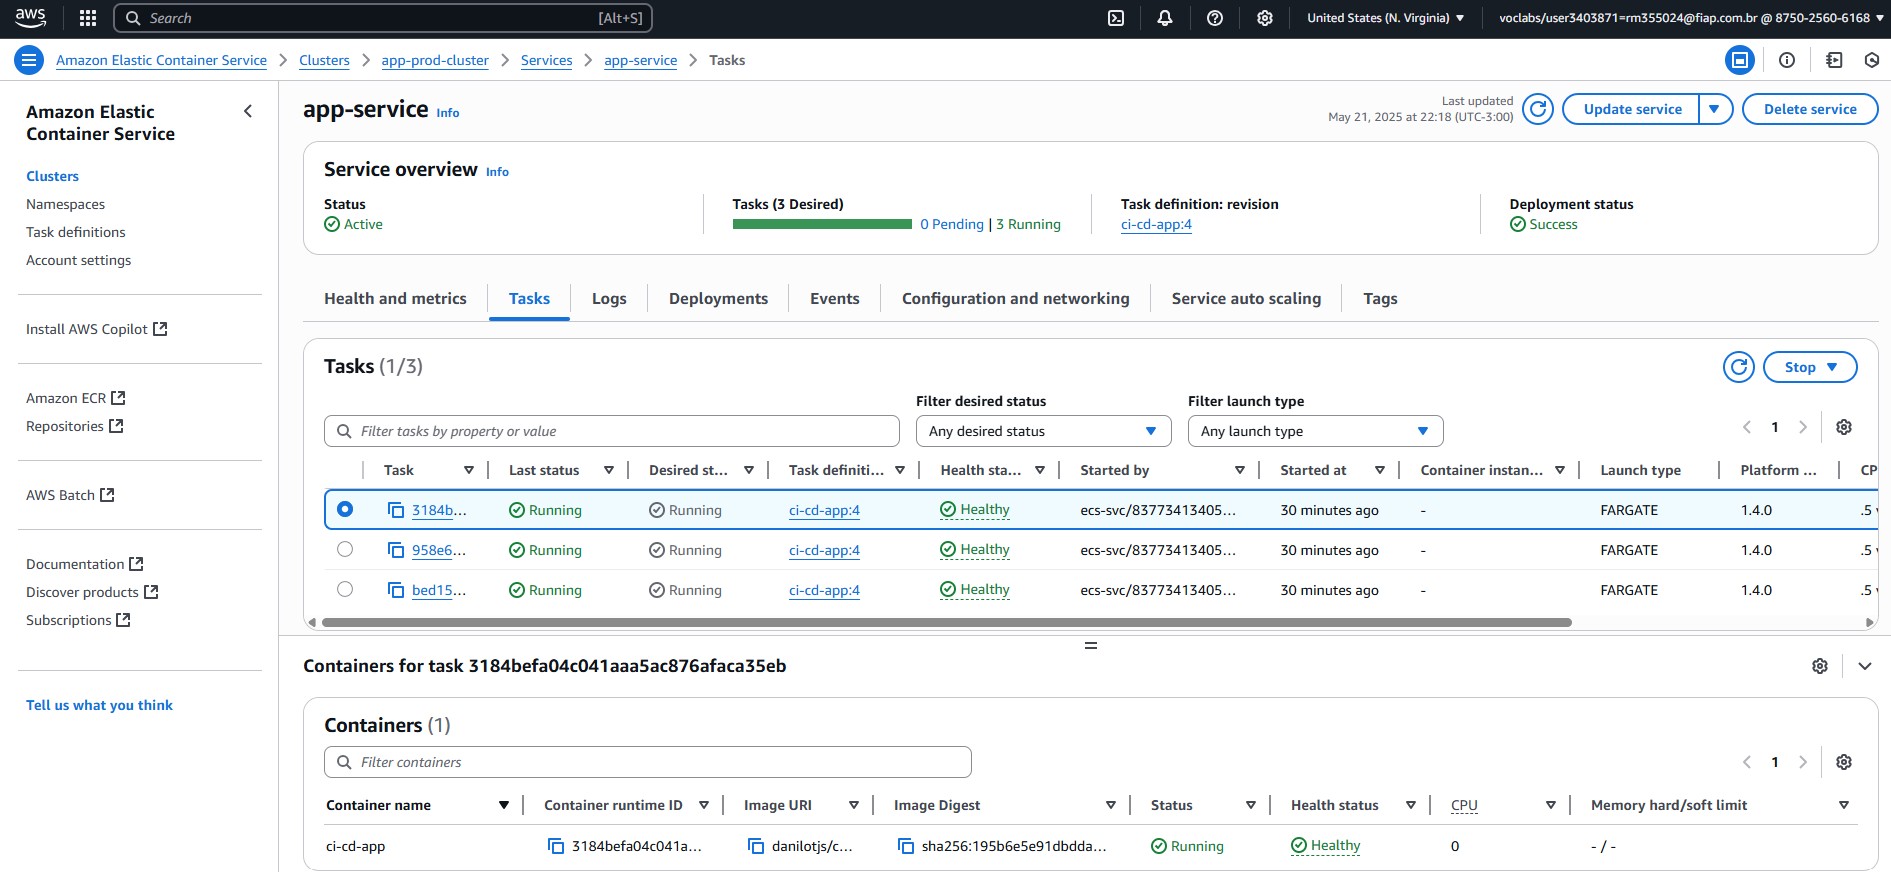 aws Search [Alt+S] United States (N. Virginia) voclabs/user3403871=rm355024@fiap.com.br @ 8750-2560-6168
Amazon Elastic Container Service Clusters app-prod-cluster Services app-service Tasks
Amazon Elastic
Container Service
Clusters
Namespaces
Task definitions
Account settings
Install AWS Copilot
Amazon ECR
Repositories
AWS Batch
Documentation
Discover products
Subscriptions
Tell us what you think
app-service Info
Last updated
May 21, 2025 at 22:18 (UTC-3:00)
Update service
Delete service
Service overview Info
Status
Active
Tasks (3 Desired)
0 Pending | 3 Running
Task definition: revision
ci-cd-app:4
Deployment status
Success
Health and metrics Tasks Logs Deployments Events Configuration and networking Service auto scaling Tags
Tasks (1/3)
Stop
Filter desired status Filter launch type
Filter tasks by property or value Any desired status Any launch type 1
Task Last status Desired st... Task definiti... Health sta... Started by Started at Container instan... Launch type Platform ... CP
3184b... Running Running ci-cd-app:4 Healthy ecs-svc/83773413405... 30 minutes ago - FARGATE 1.4.0 .5
958e6... Running Running ci-cd-app:4 Healthy ecs-svc/83773413405... 30 minutes ago - FARGATE 1.4.0 .5
bed15... Running Running ci-cd-app:4 Healthy ecs-svc/83773413405... 30 minutes ago - FARGATE 1.4.0 .5
Containers for task 3184befa04c041aaa5ac876afaca35eb
Containers (1)
Filter containers 1
Container name Container runtime ID Image URI Image Digest Status Health status CPU Memory hard/soft limit
ci-cd-app 3184befa04c041a... danilotjs/c... sha256:195b6e5e91dbdda... Running Healthy 0 - / -